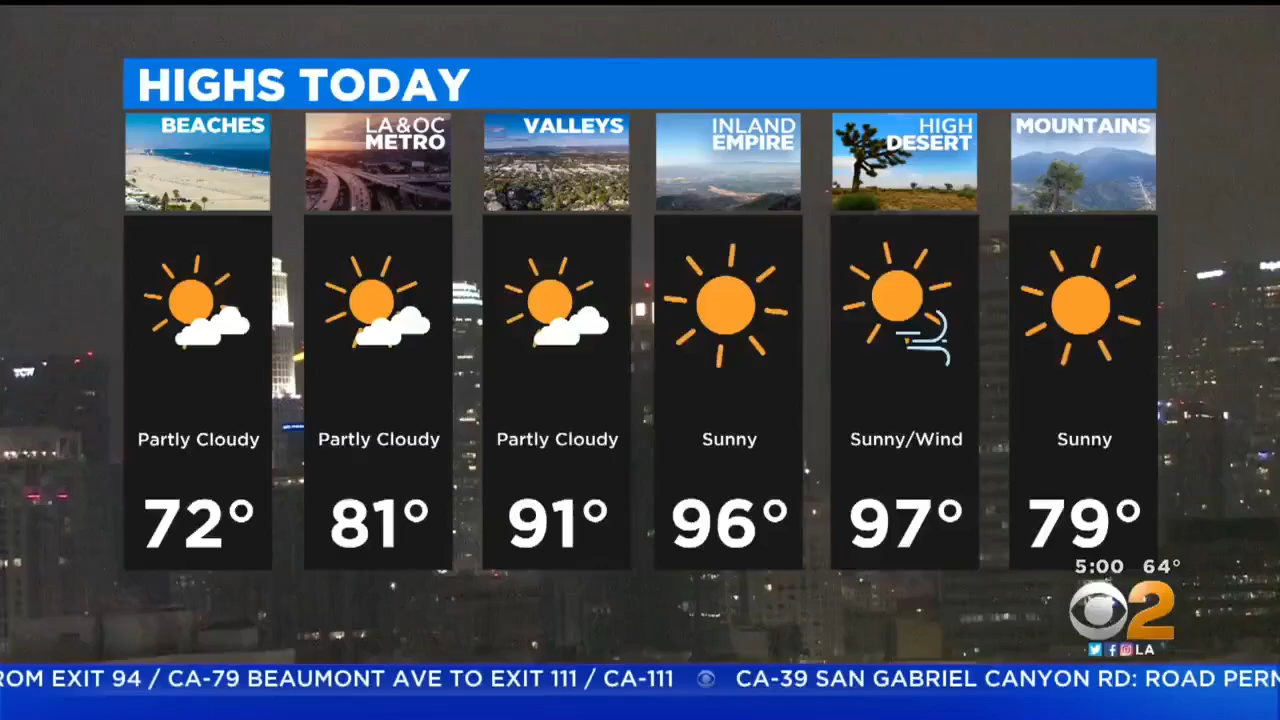 HIGHS TODAY
BEACHES
LA & OC
METRO
VALLEYS
INLAND
EMPIRE
HIGH
DESERT
MOUNTAINS
Partly Cloudy
Partly Cloudy
Partly Cloudy
Sunny
Sunny/Wind
Sunny
72°
81°
91°
96°
97°
79°
5:00 64°
2
LA
ROM EXIT 94 / CA-79 BEAUMONT AVE TO EXIT 111 / CA-111 CA-39 SAN GABRIEL CANYON RD: ROAD PERM